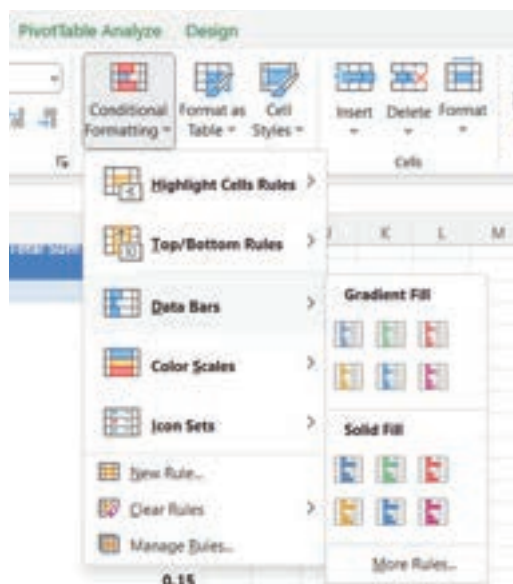 PivotTable Analyze Design
Conditional Formatting
Format as Table
Cell Styles
Insert Delete Format
Cells
Highlight Cells Rules
Top/Bottom Rules
K L M
Data Bars
Gradient Fill
Color Scales
Icon Sets
Solid Fill
New Rule...
Clear Rules
Manage Rules...
More Rules...
0.15